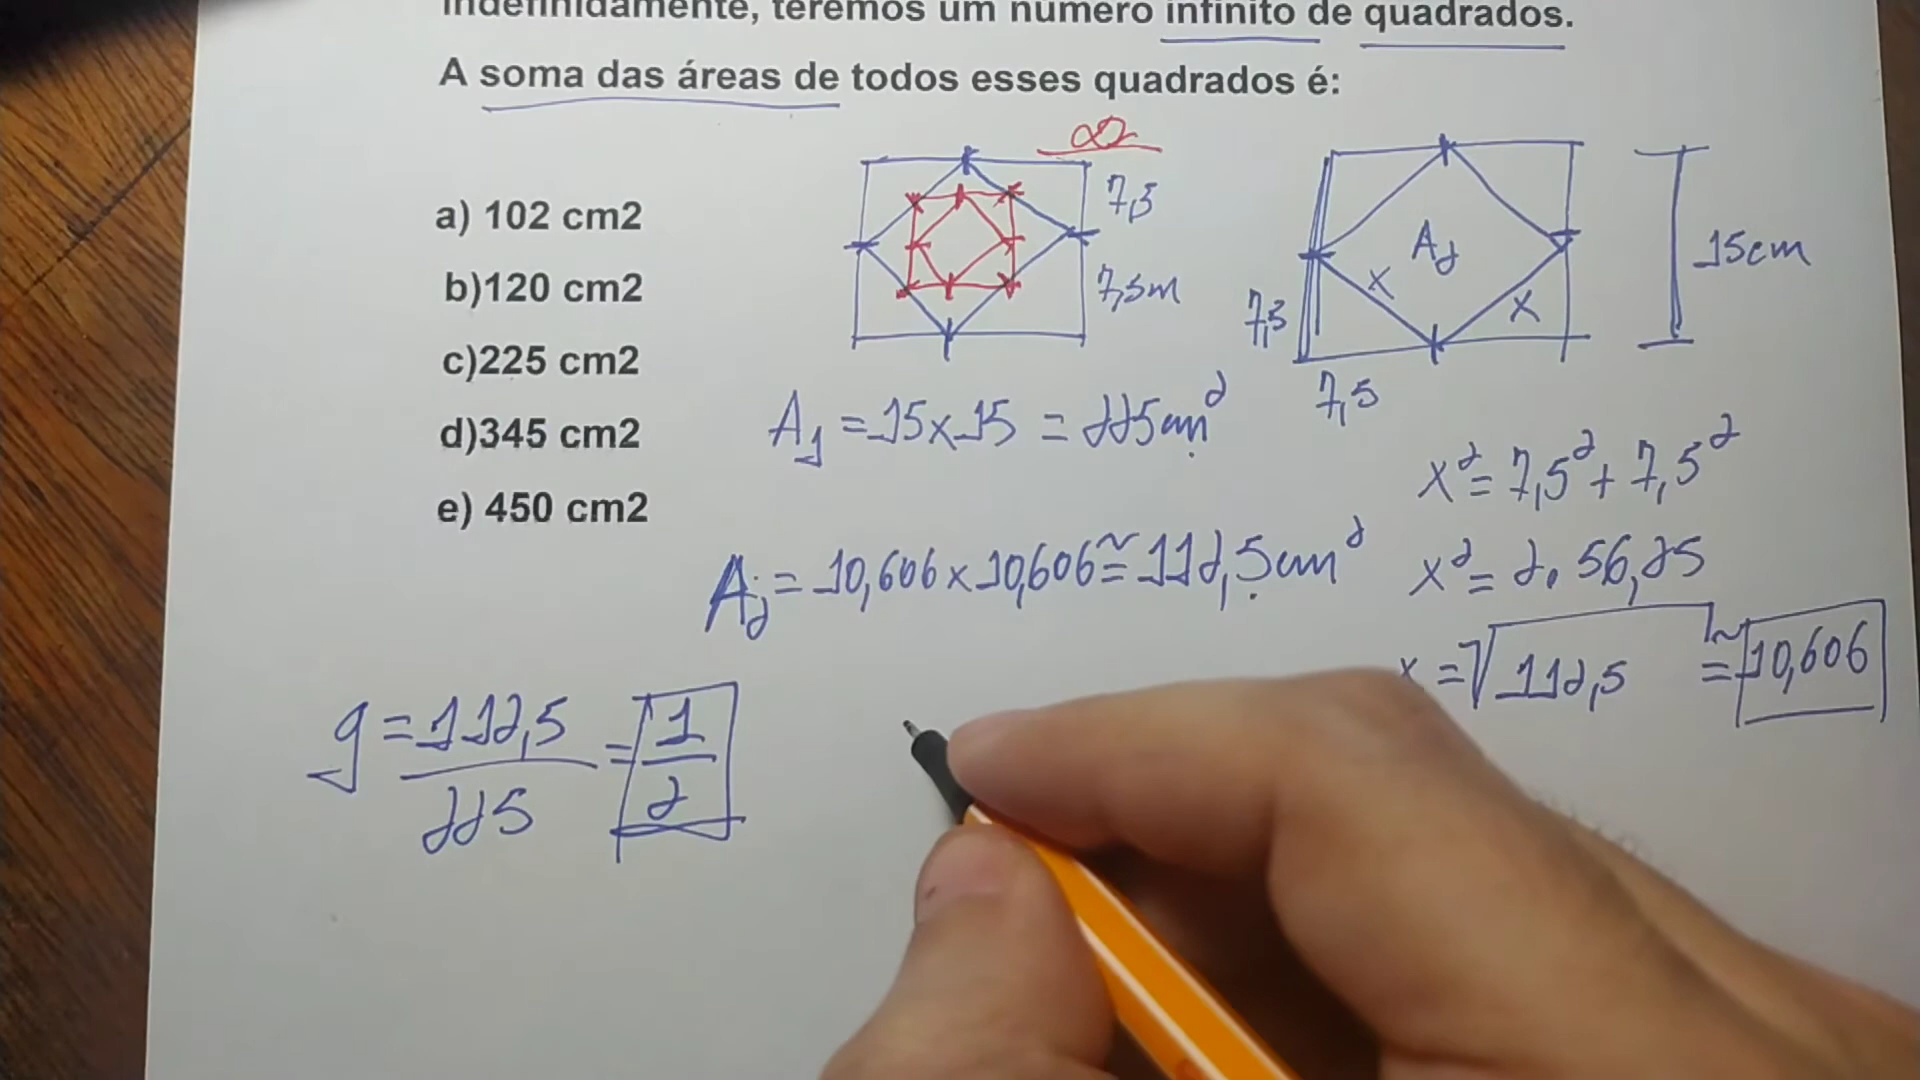 indefinidamente, teremos um número infinito de quadrados.
A soma das áreas de todos esses quadrados é:
a) 102 cm2
b)120 cm2
c)225 cm2
d)345 cm2
e) 450 cm2
∞
7,5
7,5m
A2
x
x
7,5
7,5
15cm
A1 = 15x15 = 225cm²
x² = 7,5² + 7,5²
A2 = 10,606 x 10,606 ≅ 112,5cm²
x² = 2. 56,25
x = √112,5 ≅ 10,606
q = 112,5/225 = 1/2